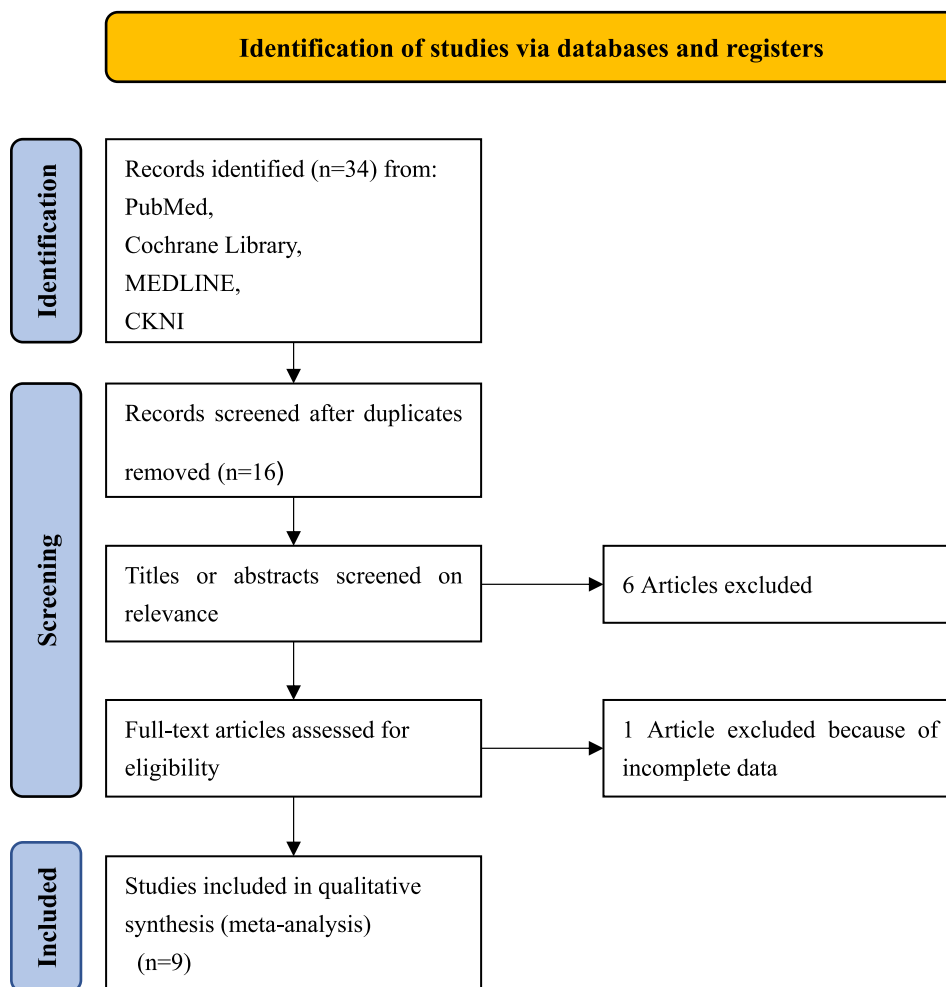 Identification of studies via databases and registers
Identification
Records identified (n=34) from:
PubMed,
Cochrane Library,
MEDLINE,
CKNI
Screening
Records screened after duplicates
removed (n=16)
Titles or abstracts screened on
relevance
6 Articles excluded
Full-text articles assessed for
eligibility
1 Article excluded because of
incomplete data
Included
Studies included in qualitative
synthesis (meta-analysis)
(n=9)